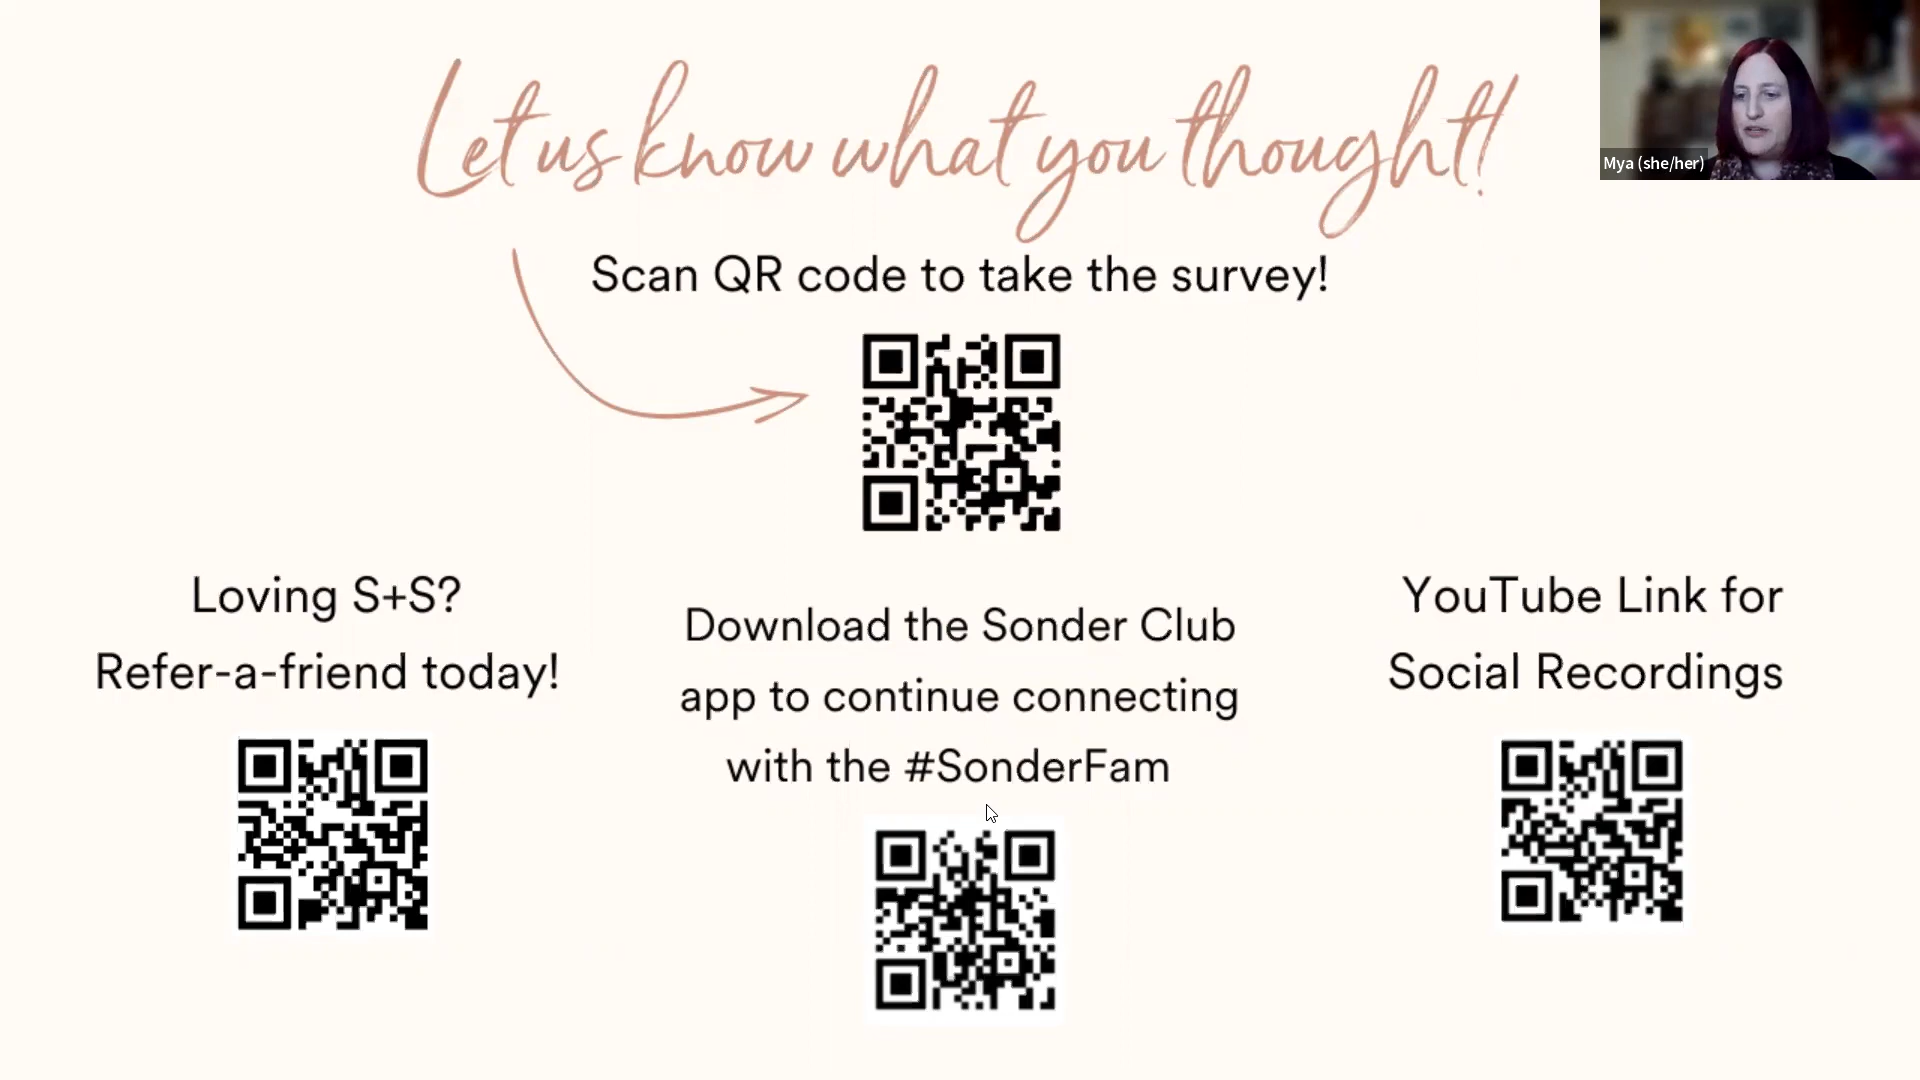 Let us know what you thought!
Mya (she/her)
Scan QR code to take the survey!
Loving S+S?
Refer-a-friend today!
Download the Sonder Club
app to continue connecting
with the #SonderFam
YouTube Link for
Social Recordings